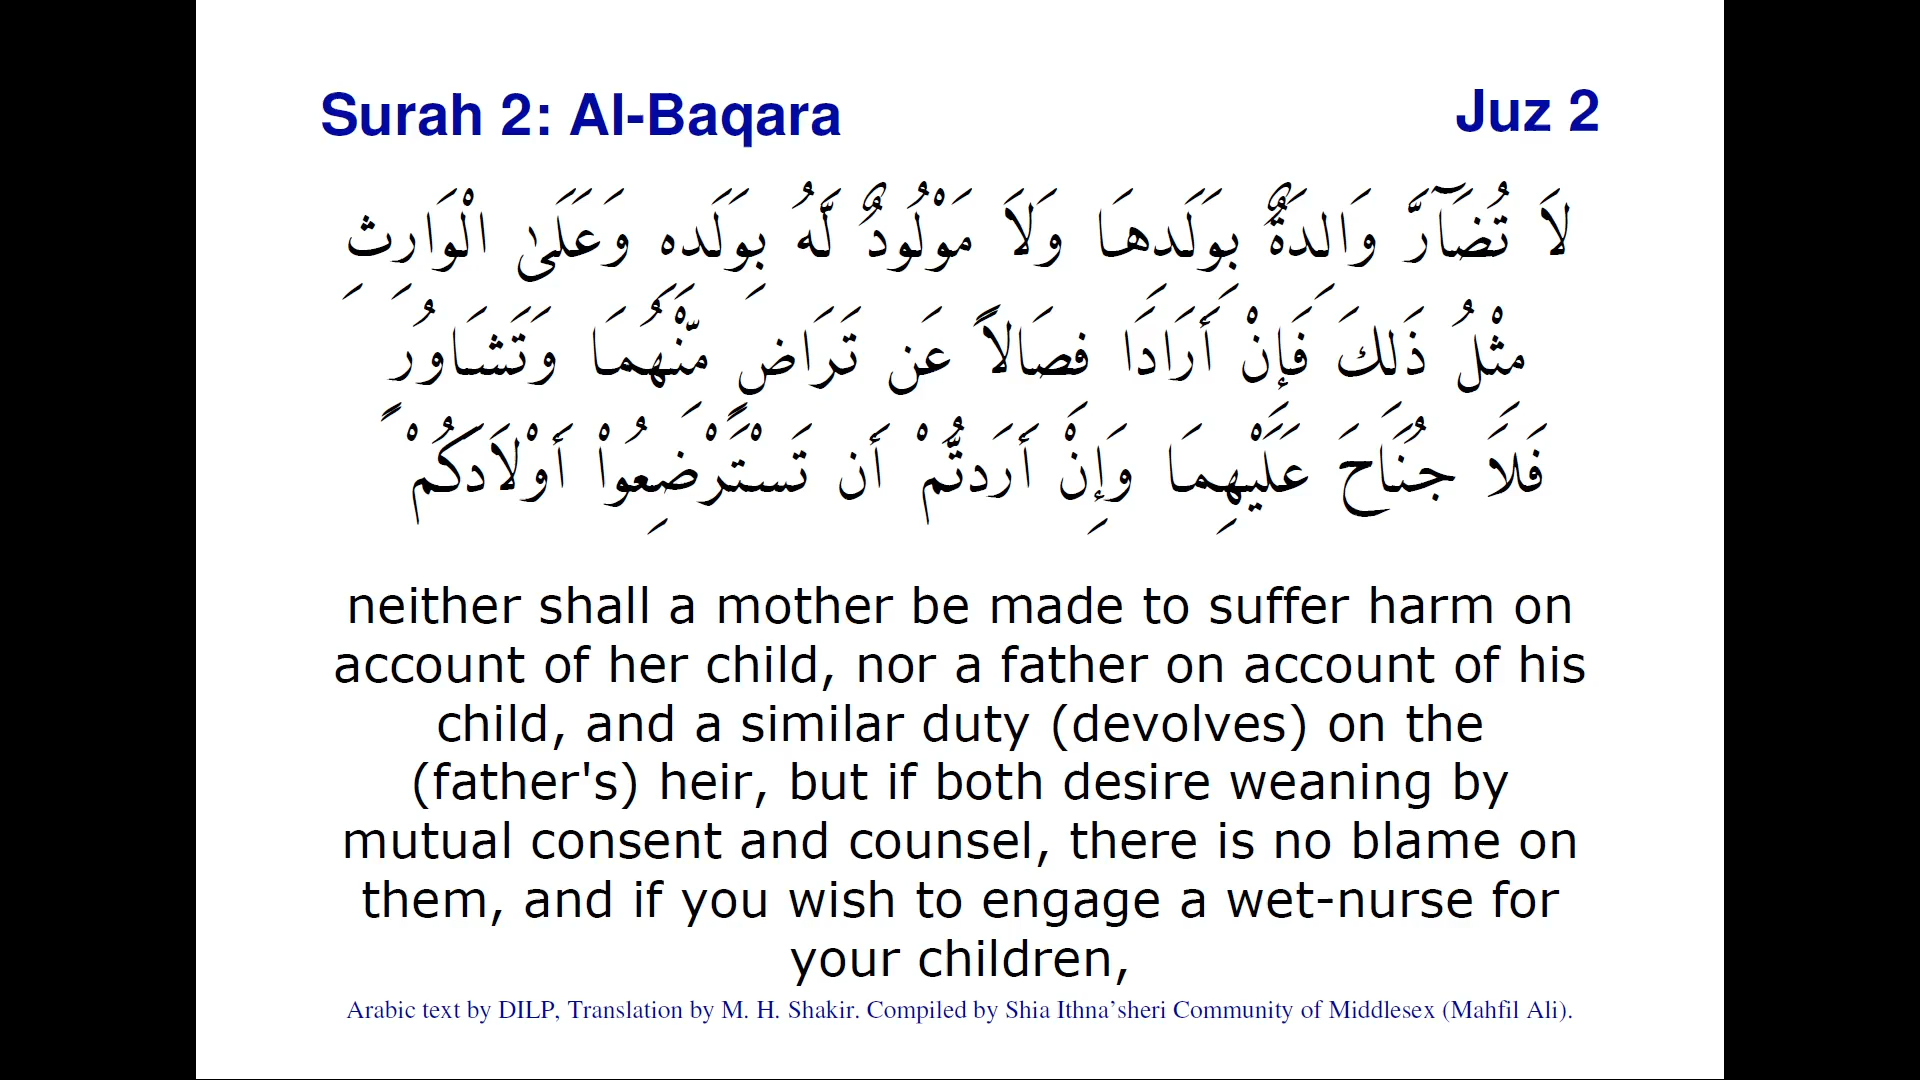 Surah 2: Al-Baqara Juz 2
لاَ تُضَآرَّ وَالِدَةٌ بِوَلَدِهَا وَلاَ مَوْلُودٌ لَّهُ بِوَلَدِهِ وَعَلَىٰ الْوَارِثِ
مِثْلُ ذَلِكَ فَإِنْ أَرَادَا فِصَالاً عَن تَرَاضٍ مِّنْهُمَا وَتَشَاوُرٍ
فَلاَ جُنَاحَ عَلَيْهِمَا وَإِنْ أَرَدتُّمْ أَن تَسْتَرْضِعُواْ أَوْلاَدَكُمْ
neither shall a mother be made to suffer harm on
account of her child, nor a father on account of his
child, and a similar duty (devolves) on the
(father's) heir, but if both desire weaning by
mutual consent and counsel, there is no blame on
them, and if you wish to engage a wet-nurse for
your children,
Arabic text by DILP, Translation by M. H. Shakir. Compiled by Shia Ithna’sheri Community of Middlesex (Mahfil Ali).